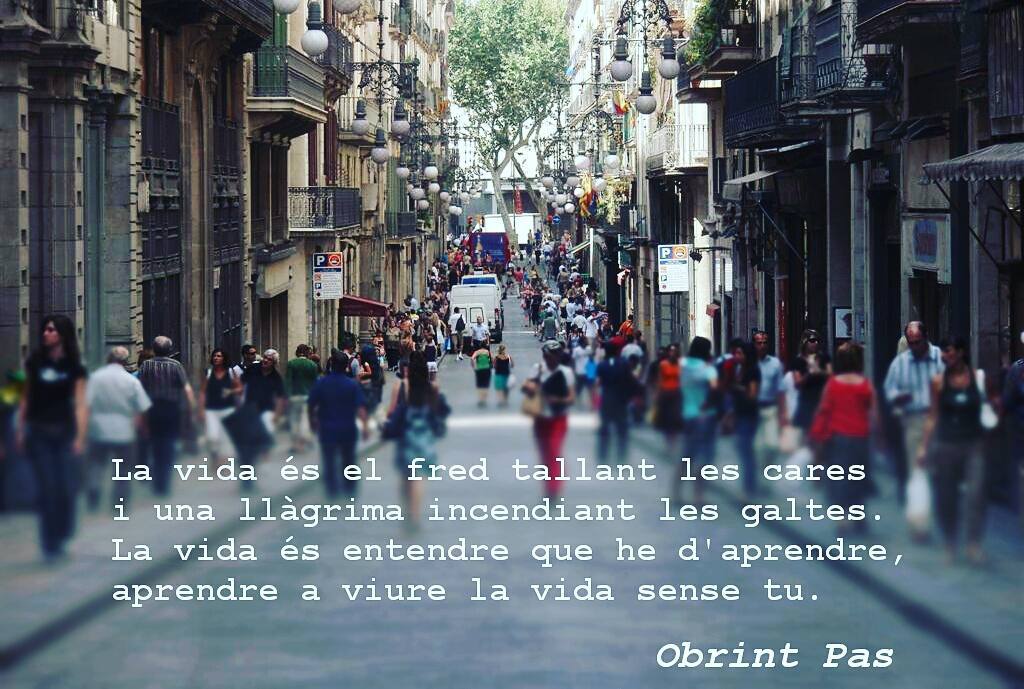 P
P
La vida és el fred tallant les cares
i una llàgrima incendiant les galtes.
La vida és entendre que he d'aprendre,
aprendre a viure la vida sense tu.
Obrint Pas